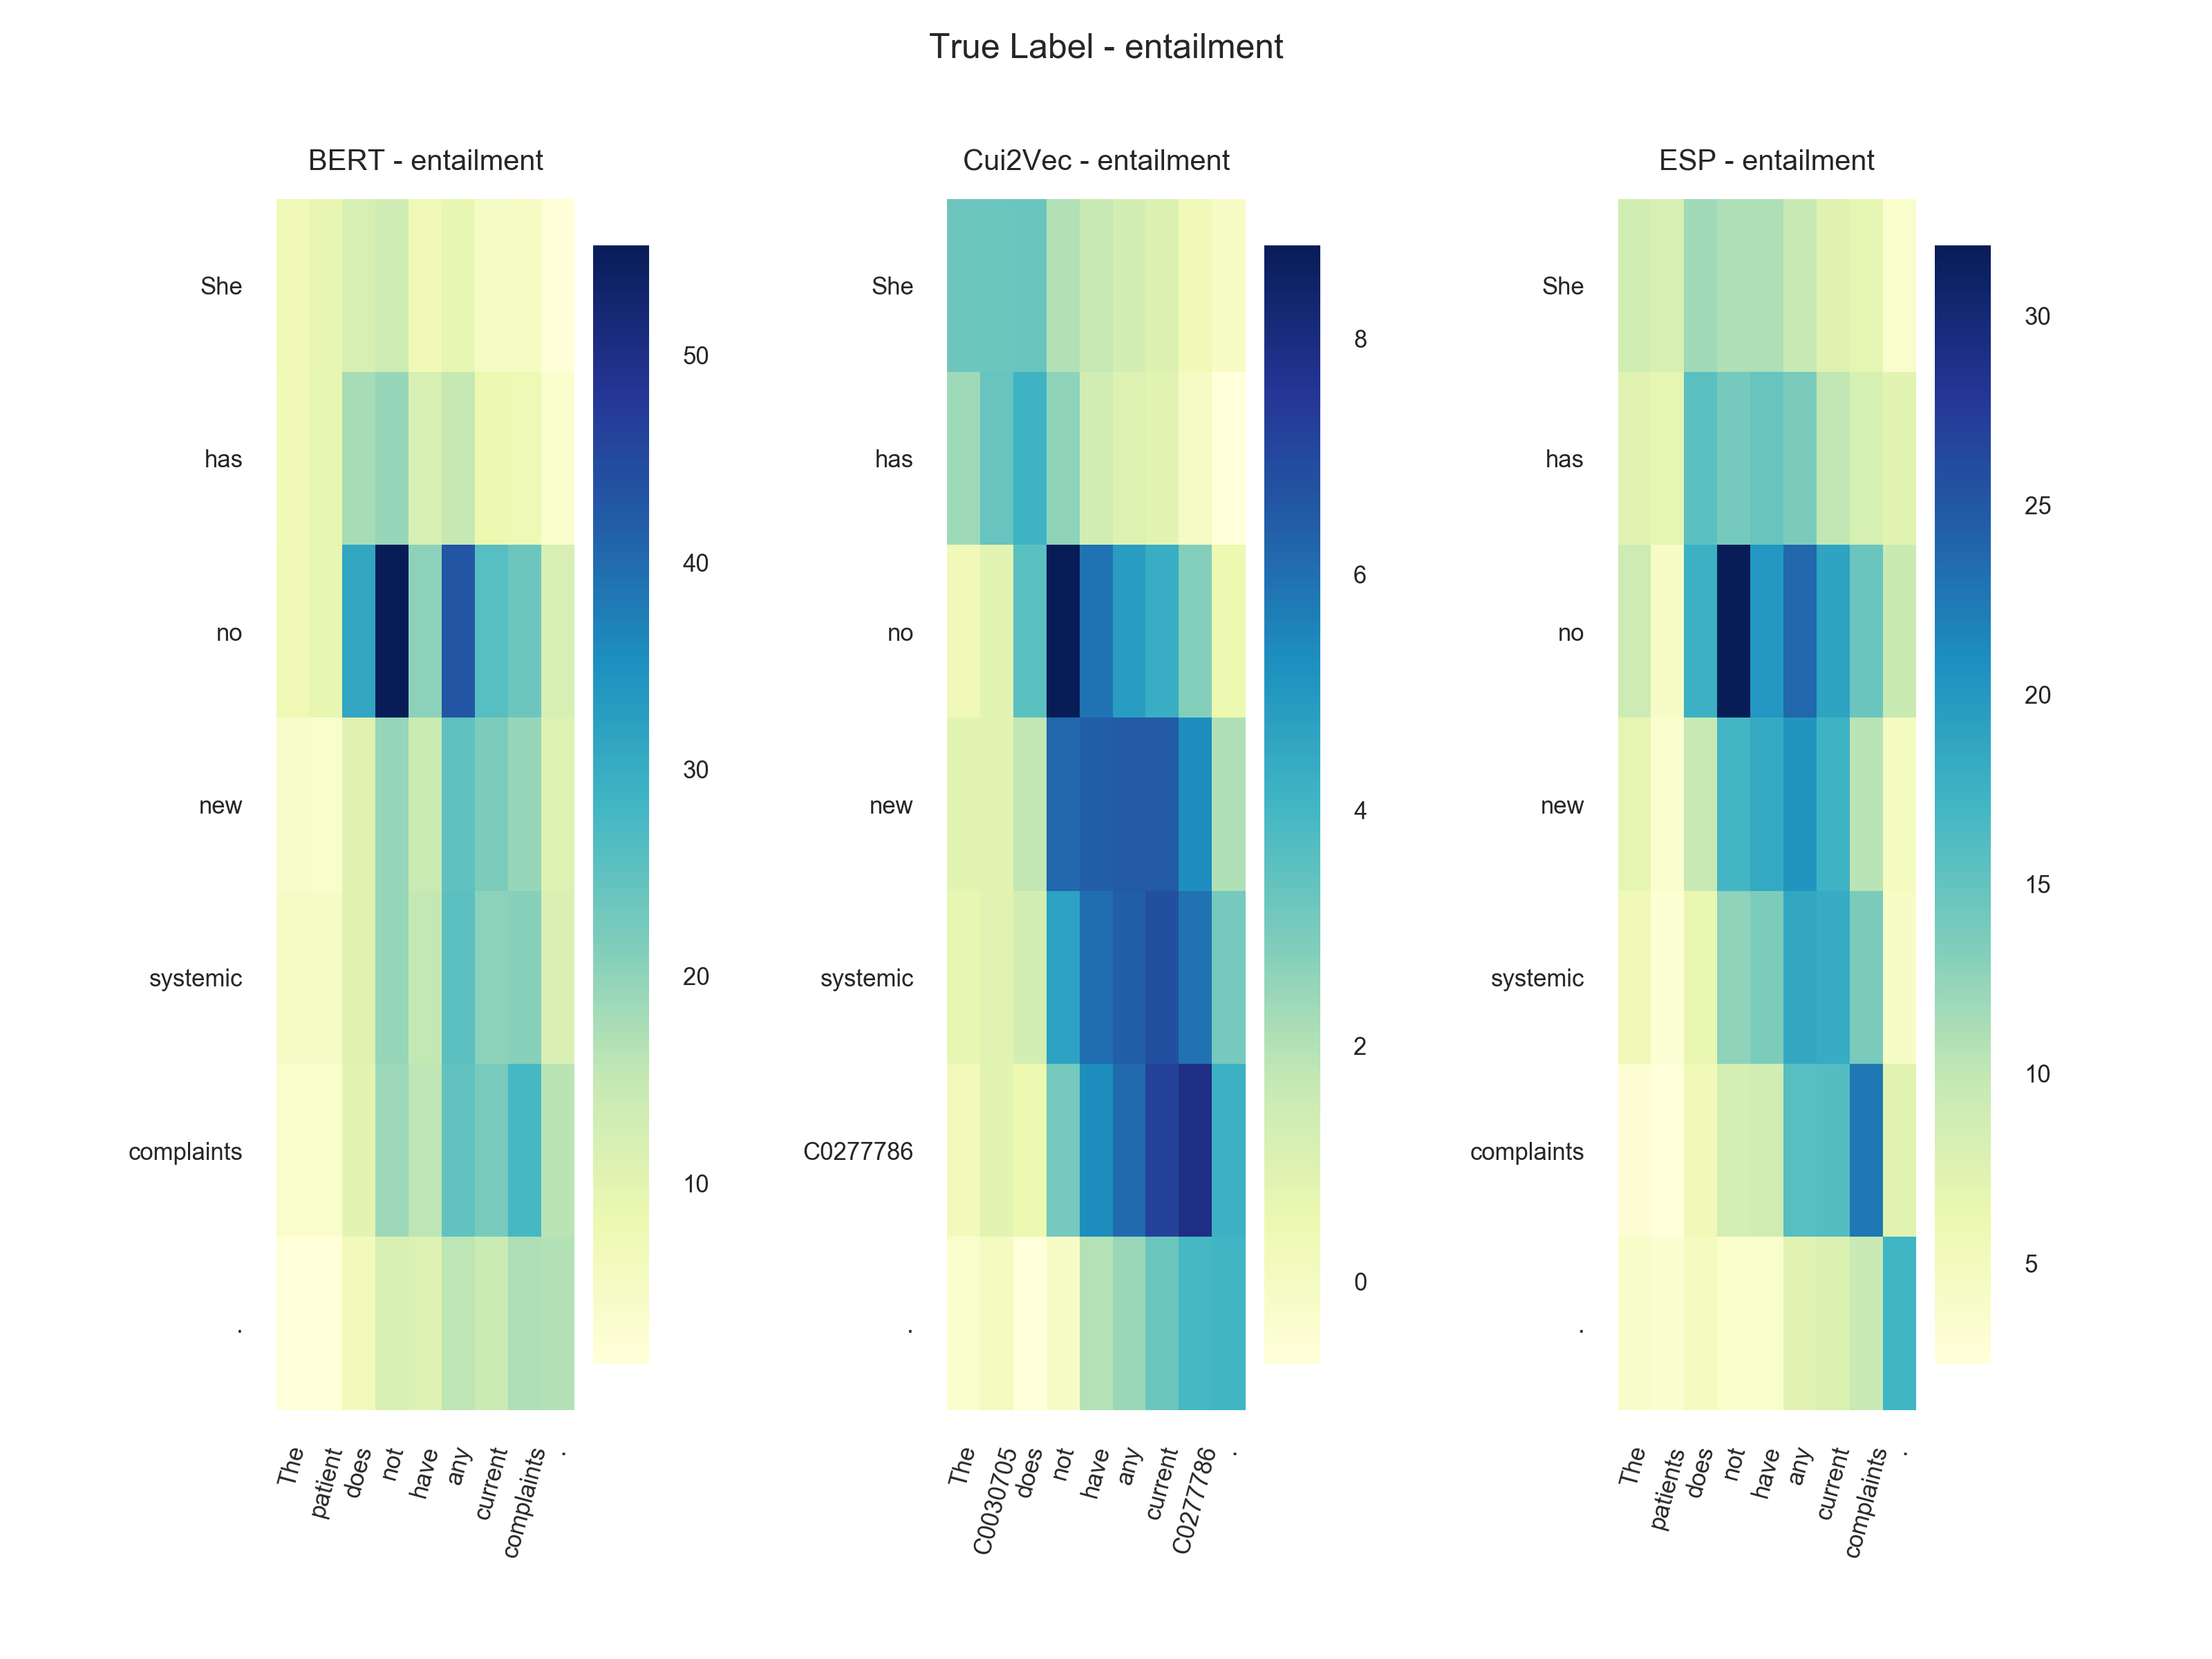 True Label - entailment
BERT - entailment
She
has
no
new
systemic
complaints
.
The
patient
does
not
have
any
current
complaints
.
50
40
30
20
10
Cui2Vec - entailment
She
has
no
new
systemic
C0277786
.
The
C0030705
does
not
have
any
current
C0277786
.
8
6
4
2
0
ESP - entailment
She
has
no
new
systemic
complaints
.
The
patients
does
not
have
any
current
complaints
.
30
25
20
15
10
5